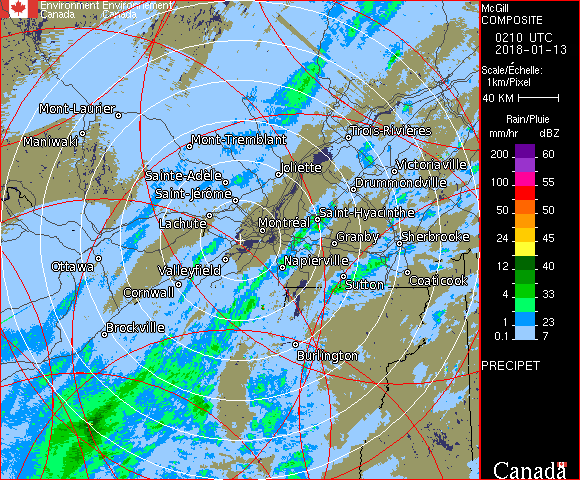 Environment Environnement
Canada Canada
McGill
COMPOSITE
0210 UTC
2018-01-13
Scale/Échelle:
1km/Pixel
40 KM
Rain/Pluie
mm/hr dBZ
200 60
100 55
50 50
24 45
12 40
4 33
1 23
0.1 7
PRECIPET
Canada
Mont-Laurier
Maniwaki
Mont-Tremblant
Trois-Rivières
Joliette
Victoriaville
Sainte-Adèle
Drummondville
Saint-Jérôme
Saint-Hyacinthe
Lachute
Montréal
Granby
Sherbrooke
Ottawa
Valleyfield
Napierville
Coaticook
Sutton
Cornwall
Brockville
Burlington